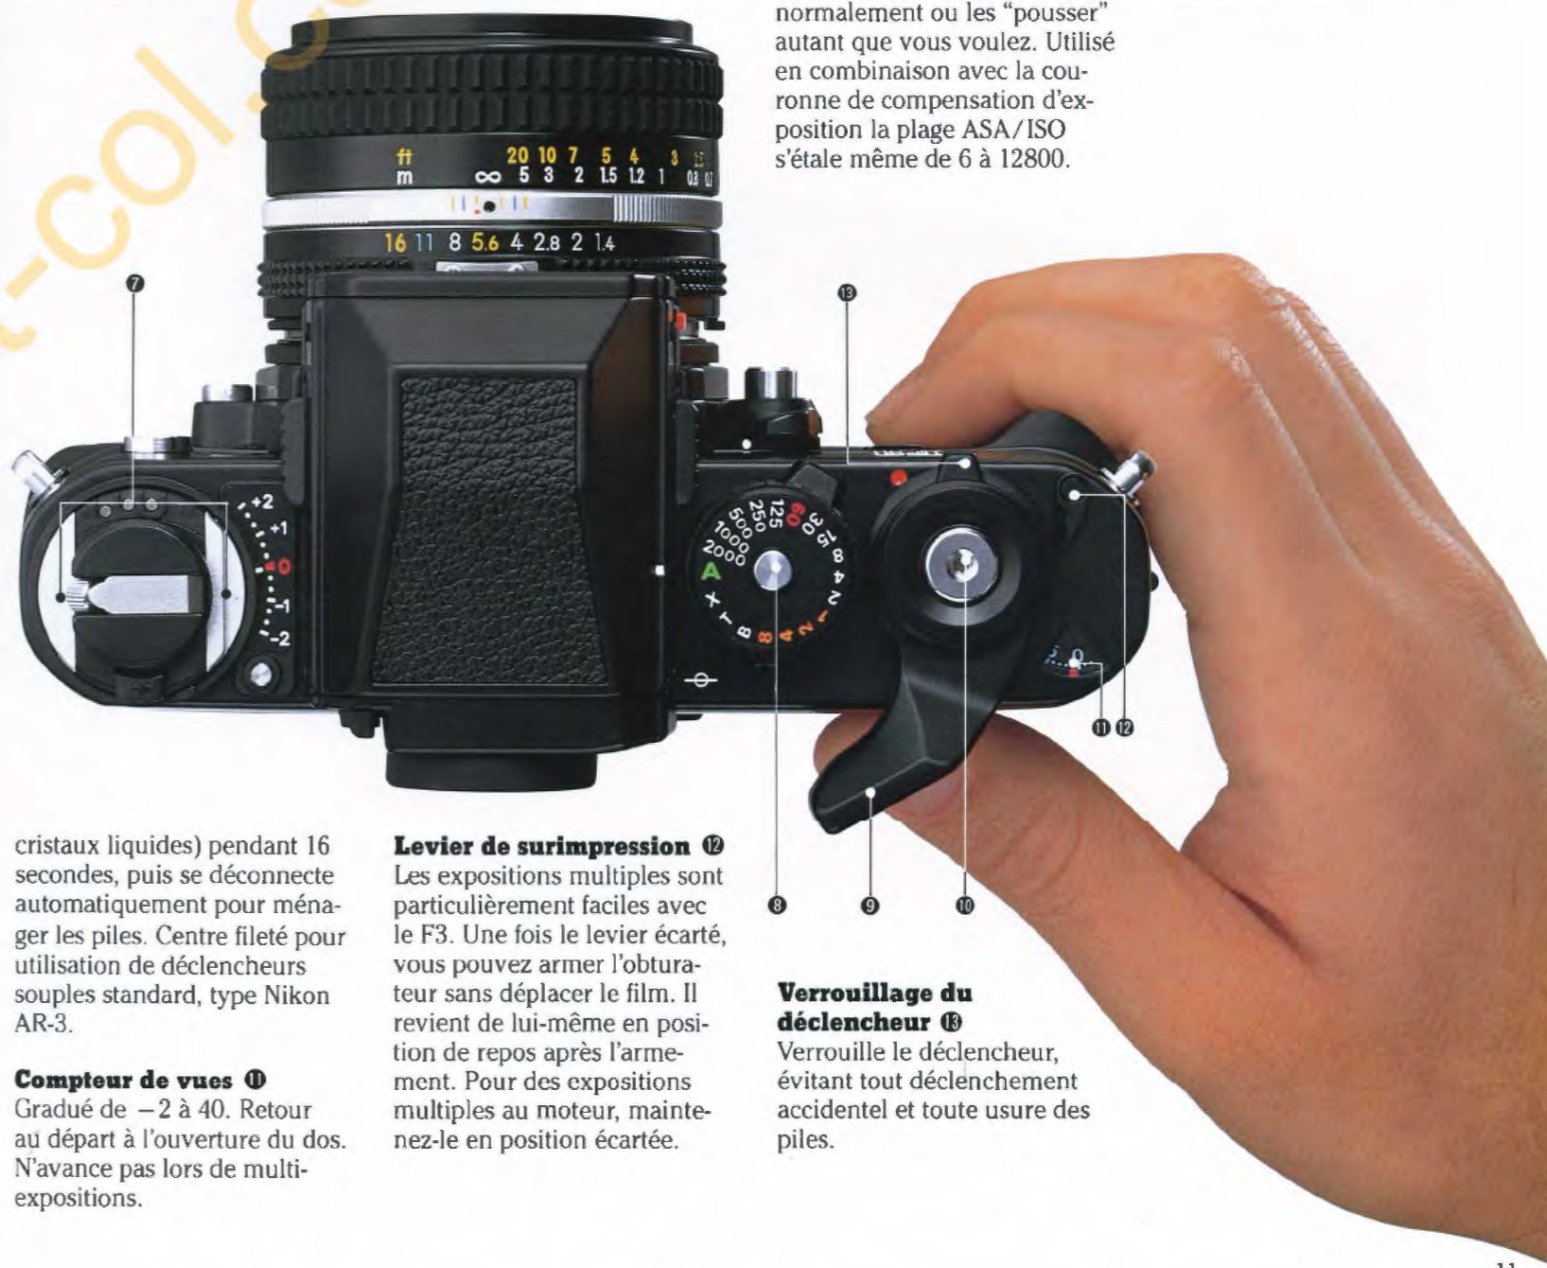 normalement ou les “pousser”
autant que vous voulez. Utilisé
en combinaison avec la cou-
ronne de compensation d'ex-
position la plage ASA/ISO
s'étale même de 6 à 12800.
ft 20 10 7 5 4 3
m ∞ 5 3 2 1.5 1.2 1 0.8 0.7
16 11 8 5.6 4 2.8 2 1.4
❼
⓭
+2
+1
0
-1
-2
2000 1000 500 250 125 60 30 15 8 4 2 1 2 4 8 B T X A
⓫ ⓬
❽ ❾ ❿
cristaux liquides) pendant 16
secondes, puis se déconnecte
automatiquement pour ména-
ger les piles. Centre fileté pour
utilisation de déclencheurs
souples standard, type Nikon
AR-3.
Compteur de vues ⓫
Gradué de −2 à 40. Retour
au départ à l'ouverture du dos.
N'avance pas lors de multi-
expositions.
Levier de surimpression ⓬
Les expositions multiples sont
particulièrement faciles avec
le F3. Une fois le levier écarté,
vous pouvez armer l'obtura-
teur sans déplacer le film. Il
revient de lui-même en posi-
tion de repos après l'arme-
ment. Pour des expositions
multiples au moteur, mainte-
nez-le en position écartée.
Verrouillage du
déclencheur ⓭
Verrouille le déclencheur,
évitant tout déclenchement
accidentel et toute usure des
piles.